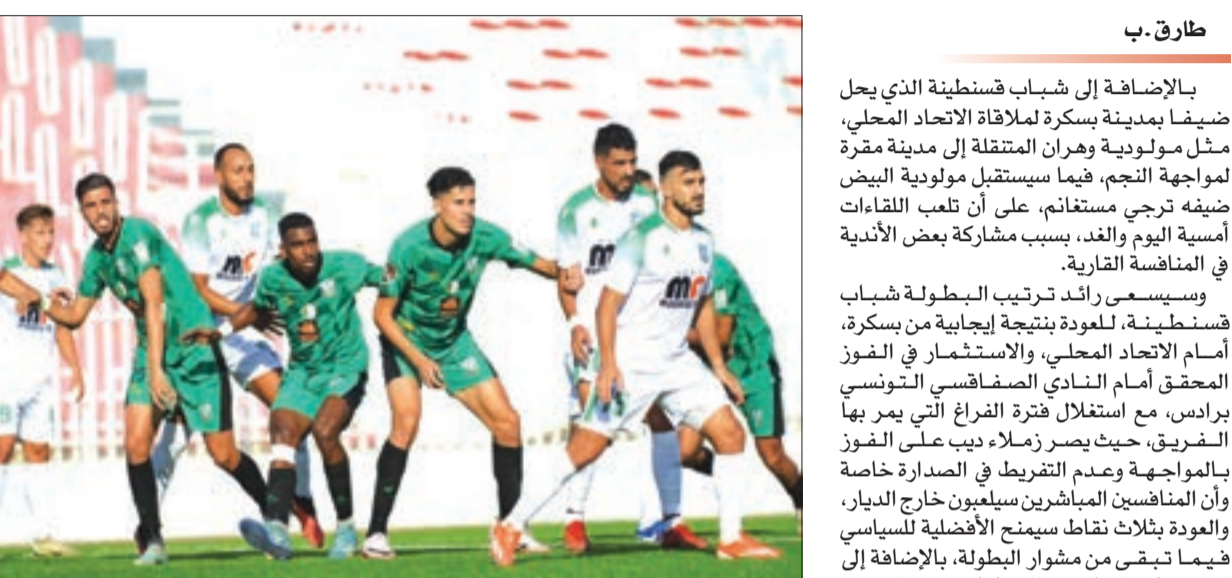 طارق.ب
بالإضافة إلى شباب قسنطينة الذي يحل
ضيفا بمدينة بسكرة لملاقاة الاتحاد المحلي،
مثل مولودية وهران المتنقلة إلى مدينة مقرة
لمواجهة النجم، فيما سيستقبل مولودية البيض
ضيفه ترجي مستغانم، على أن تلعب اللقاءات
أمسية اليوم والغد، بسبب مشاركة بعض الأندية
في المنافسة القارية.
وسيسعى رائد ترتيب البطولة شباب
قسنطينة، للعودة بنتيجة إيجابية من بسكرة،
أمام الاتحاد المحلي، والاستثمار في الفوز
المحقق أمام النادي الصفاقسي التونسي
برادس، مع استغلال فترة الفراغ التي يمر بها
الفريق، حيث يصر زملاء ديب على الفوز
بالمواجهة وعدم التفريط في الصدارة خاصة
وأن المنافسين المباشرين سيلعبون خارج الديار،
والعودة بثلاث نقاط سيمنح الأفضلية للسياسي
فيما تبقى من مشوار البطولة، بالإضافة إلى